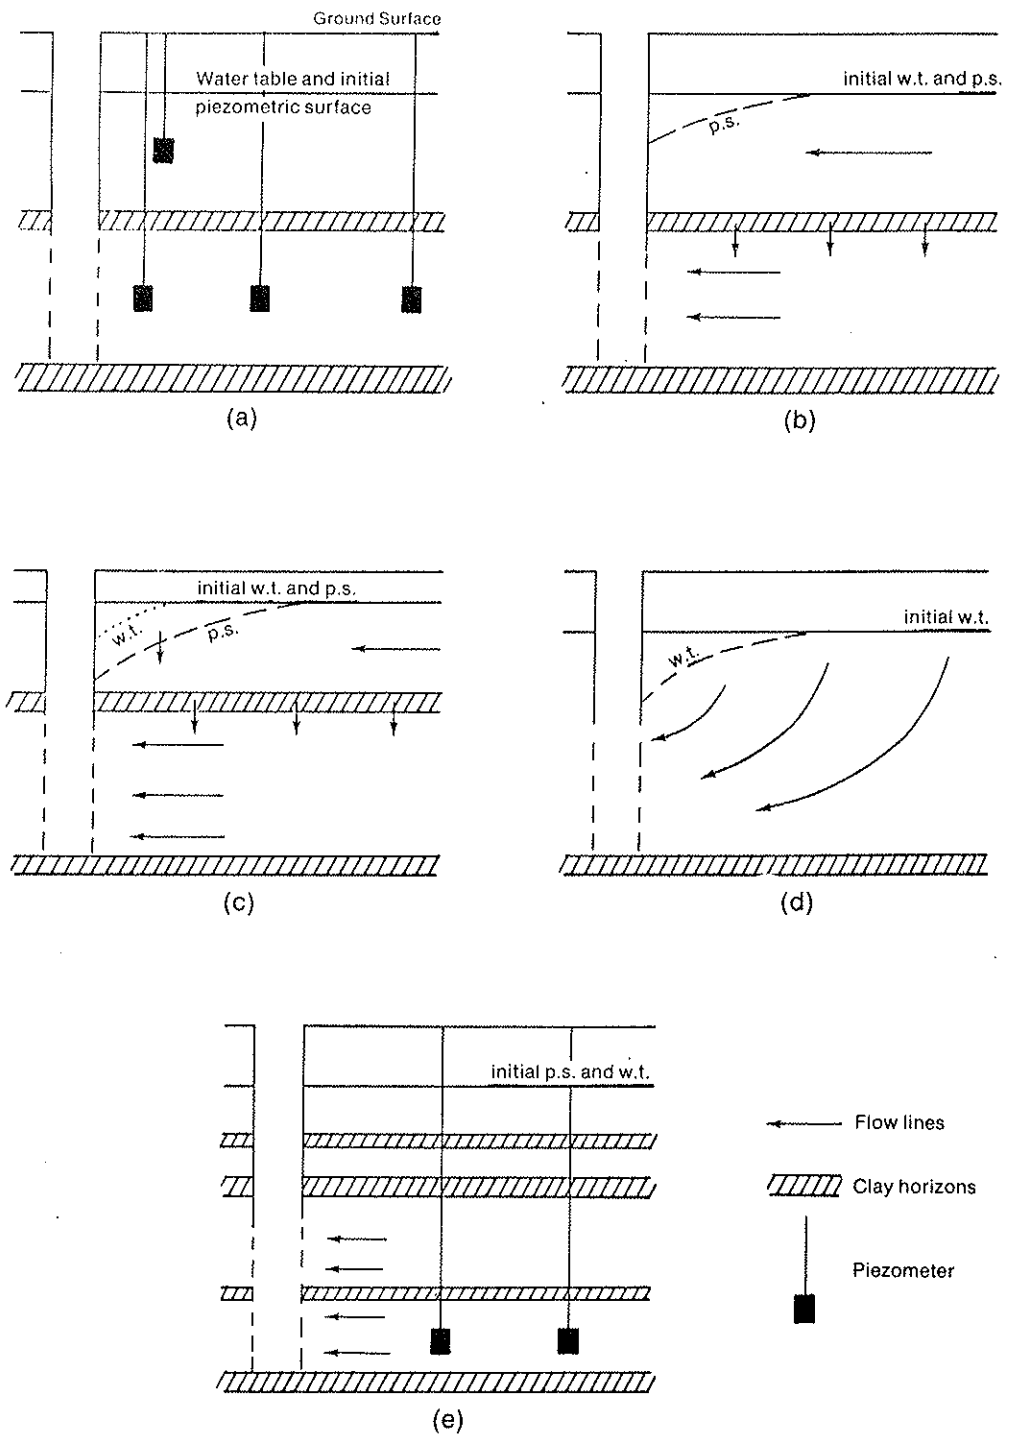 Ground Surface
Water table and initial
piezometric surface
(a)
initial w.t. and p.s.
p.s.
(b)
initial w.t. and p.s.
w.t.
p.s.
(c)
initial w.t.
w.t.
(d)
initial p.s. and w.t.
(e)
Flow lines
Clay horizons
Piezometer